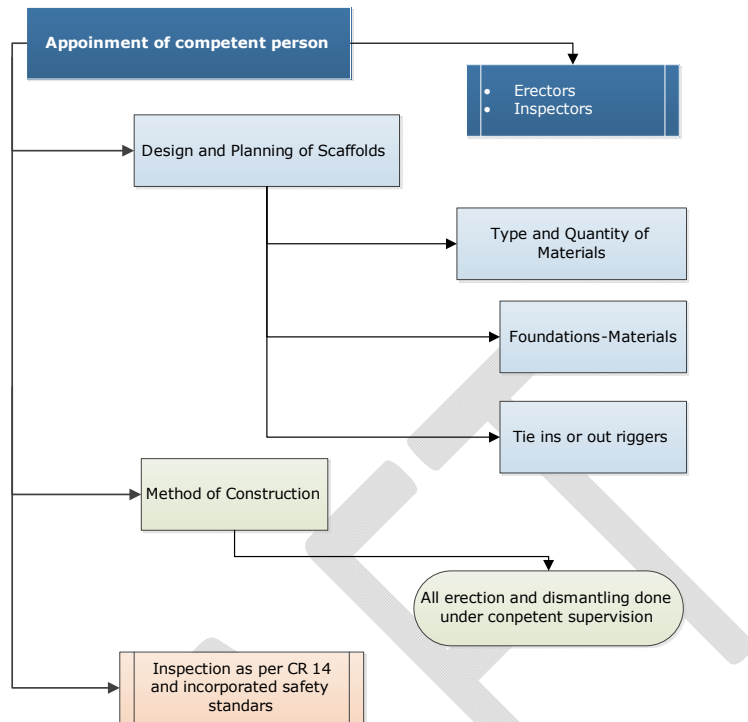 Appoinment of competent person
• Erectors
• Inspectors
Design and Planning of Scaffolds
Type and Quantity of
Materials
Foundations-Materials
Tie ins or out riggers
Method of Construction
All erection and dismantling done
under conpetent supervision
Inspection as per CR 14
and incorporated safety
standars